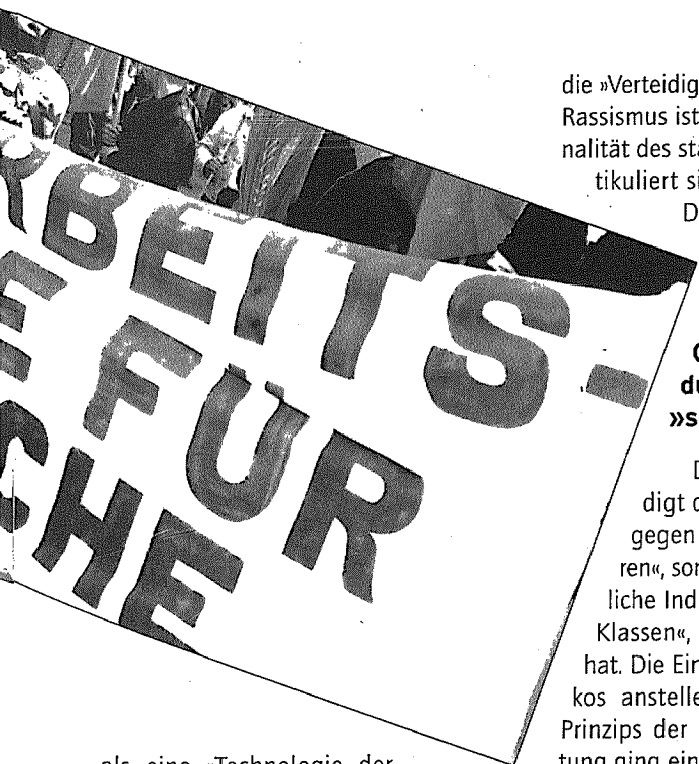 RBEITS-
E FÜR
CHE
die »Verteidig
Rassismus ist
nalität des sta
tikuliert si
D
du
»s
D
digt d
gegen
ren«, son
liche Ind
Klassen«,
hat. Die Ein
kos anstelle
Prinzips der
tung ging ein
als eine »Technologie der